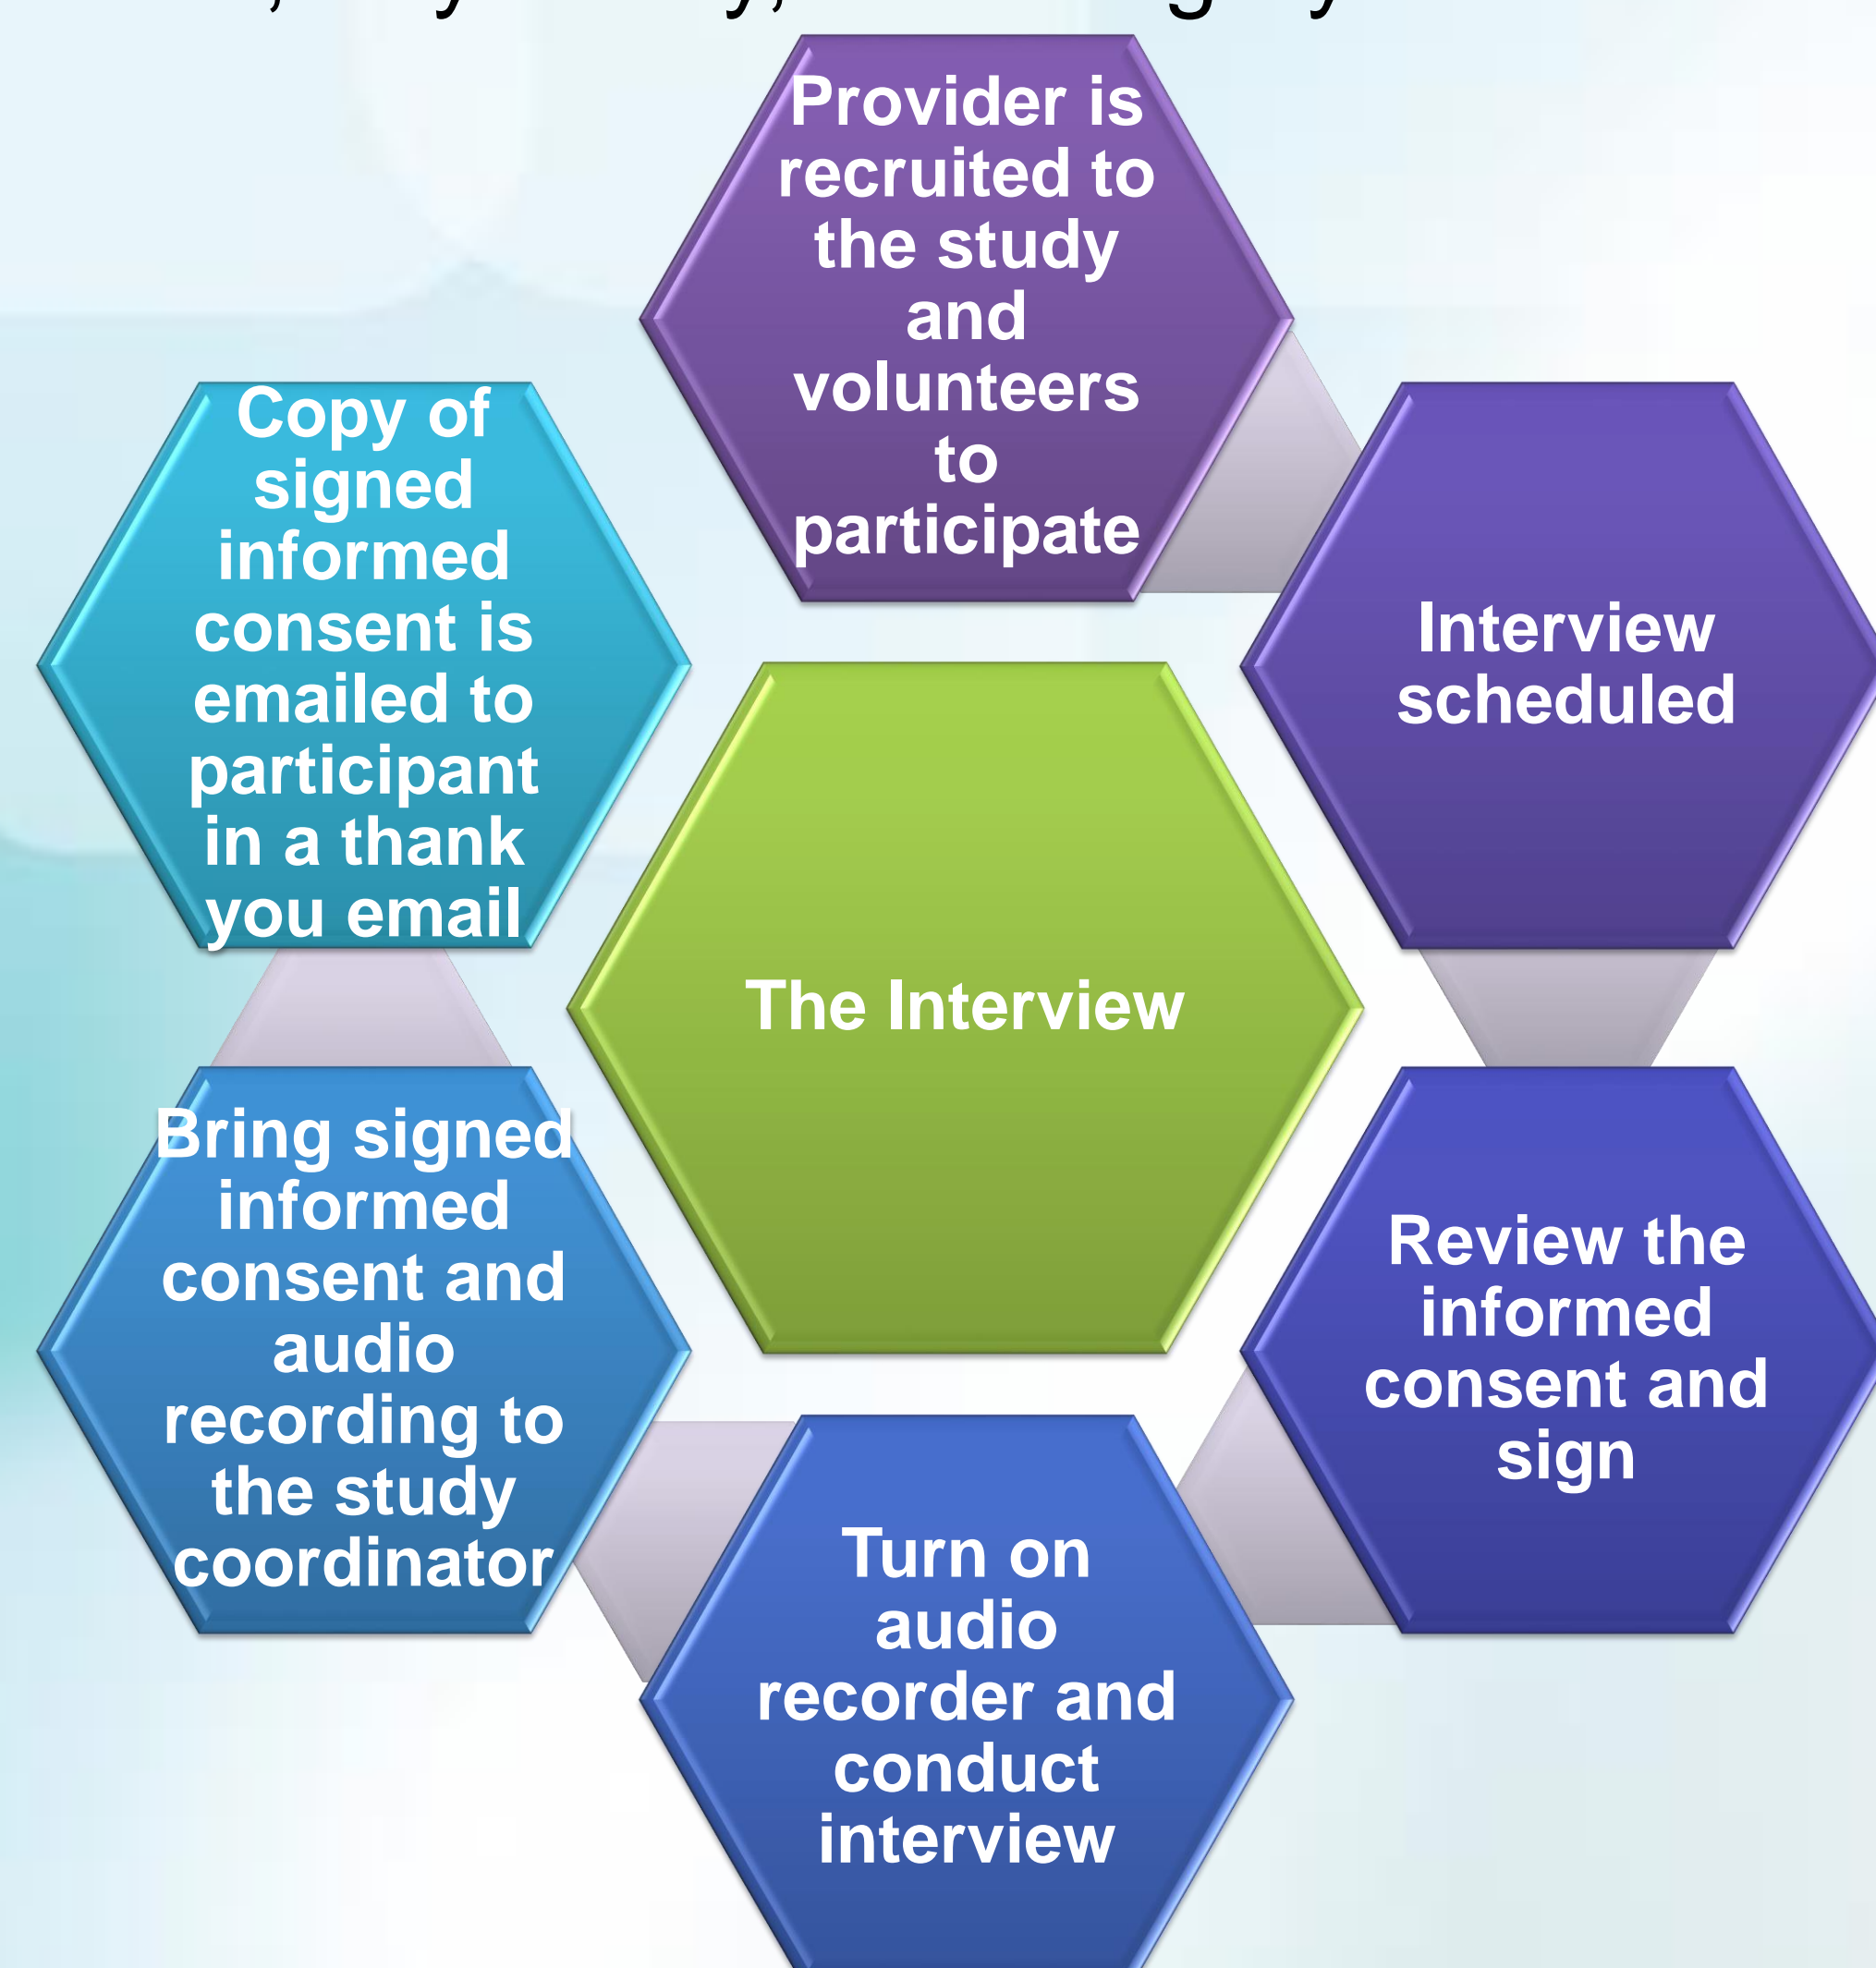 Provider is
recruited to
the study
and
volunteers
to
participate
Interview
scheduled
Review the
informed
consent and
sign
Turn on
audio
recorder and
conduct
interview
Bring signed
informed
consent and
audio
recording to
the study
coordinator
Copy of
signed
informed
consent is
emailed to
participant
in a thank
you email
The Interview